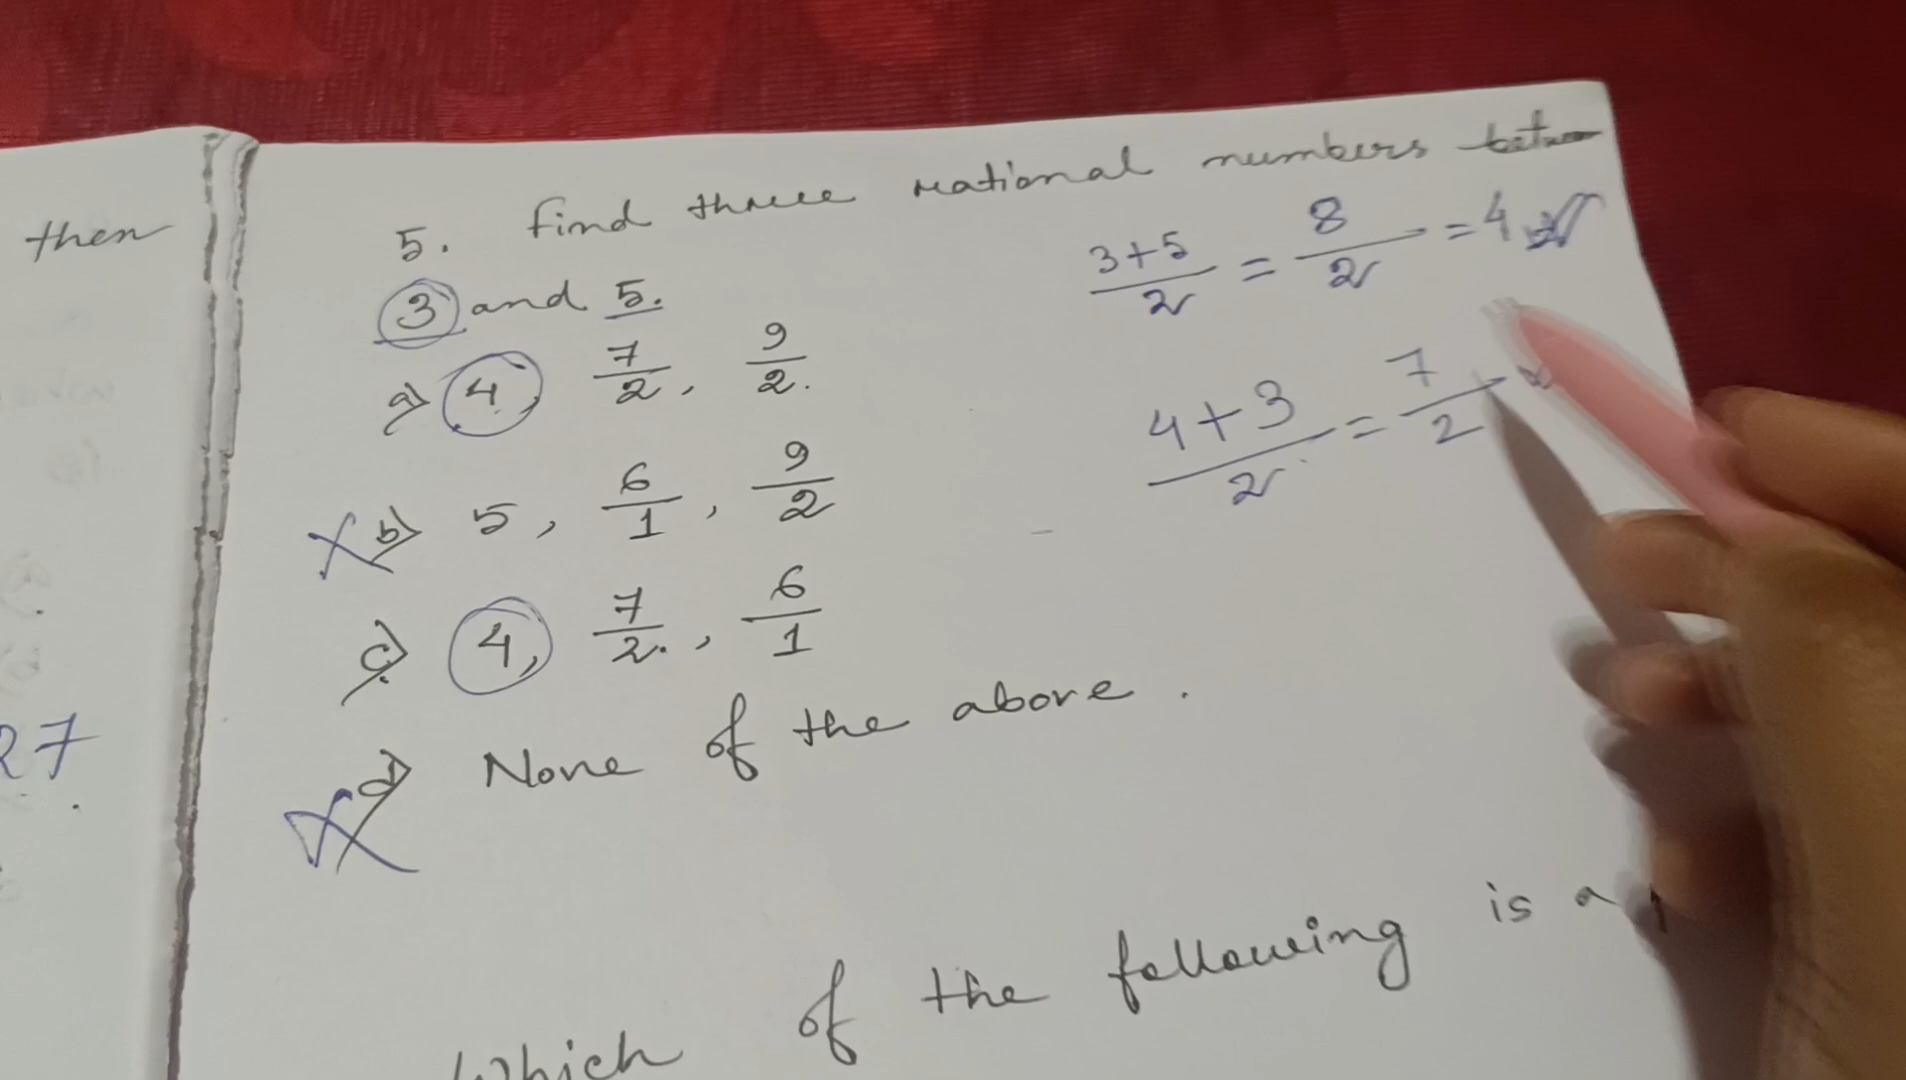 then
27
5. Find three rational numbers between
3 and 5.
a) 4, 7/2, 9/2.
b) 5, 6/1, 9/2
c) 4, 7/2, 6/1
d) None of the above.
Which of the following is a
3+5/2 = 8/2 = 4
4+3/2 = 7/2